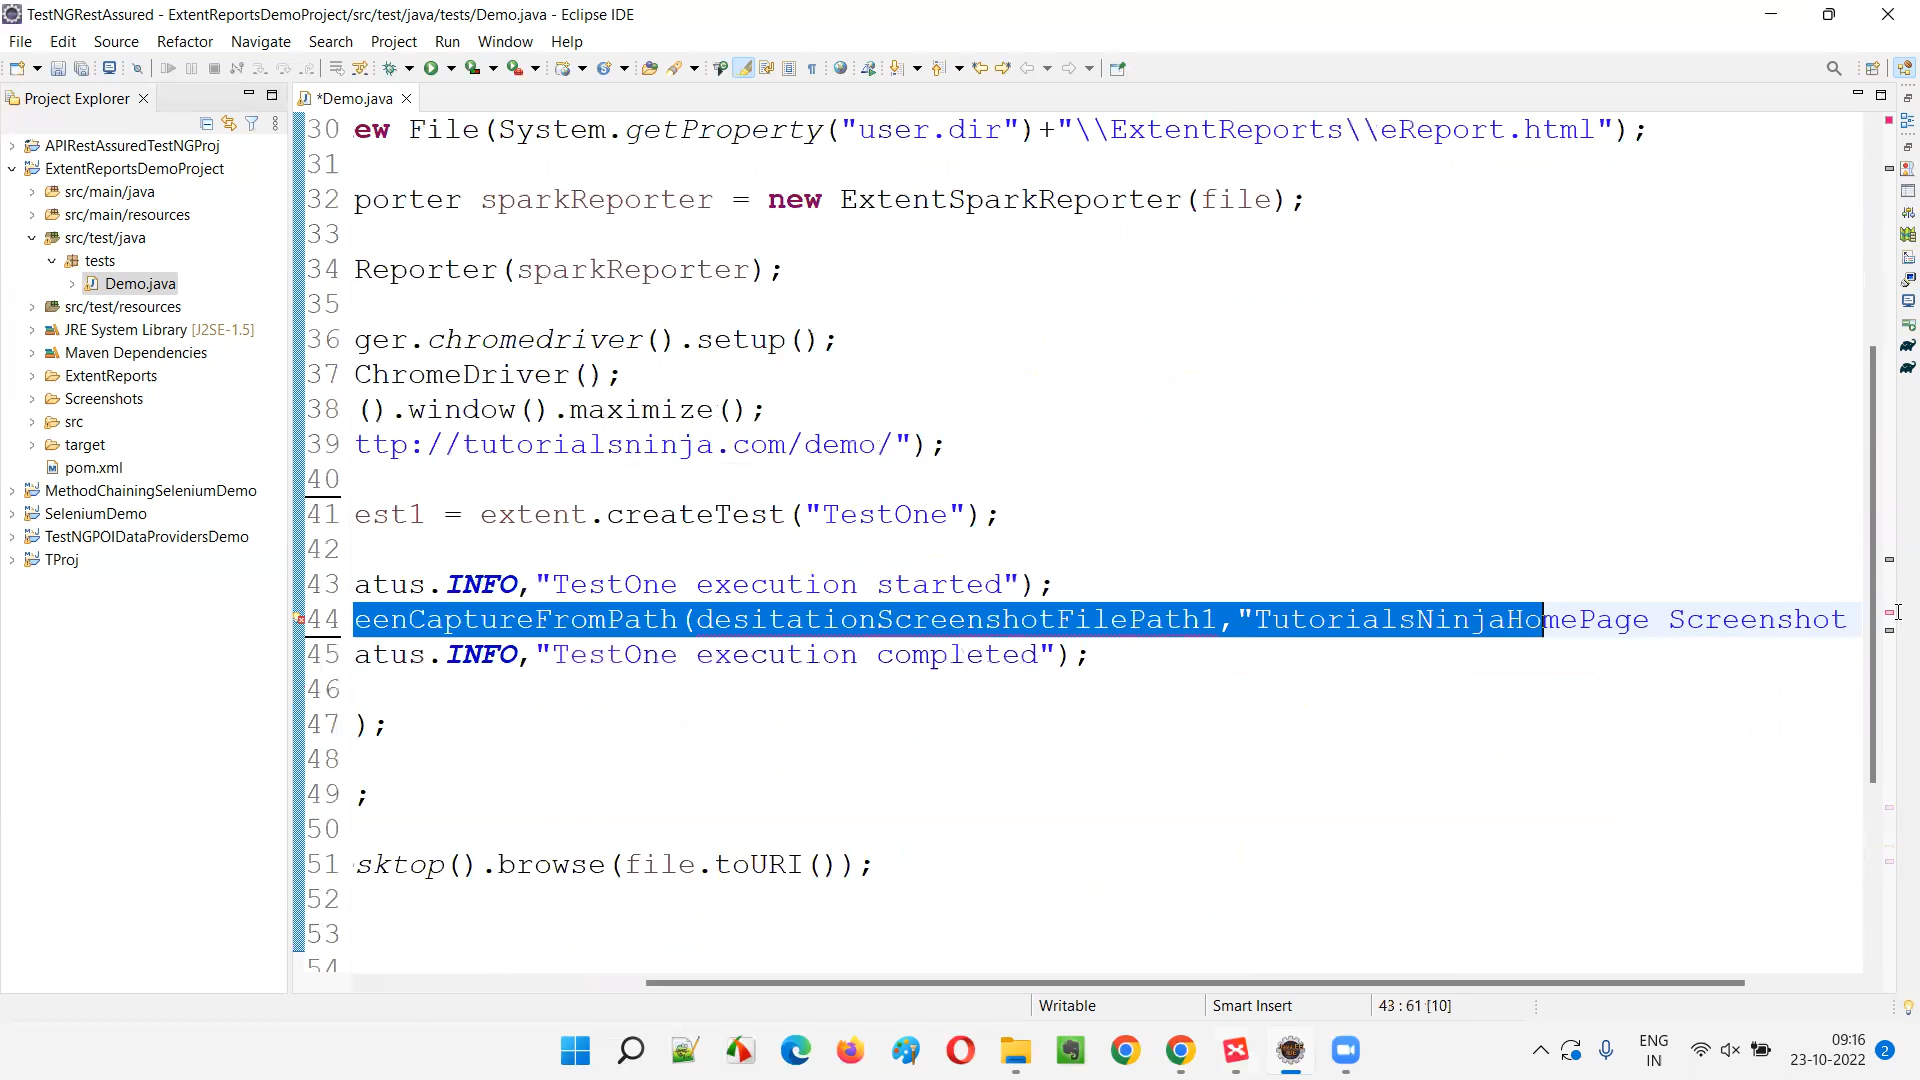 TestNGRestAssured - ExtentReportsDemoProject/src/test/java/tests/Demo.java - Eclipse IDE
File Edit Source Refactor Navigate Search Project Run Window Help
Project Explorer
*Demo.java
APIRestAssuredTestNGProj
ExtentReportsDemoProject
src/main/java
src/main/resources
src/test/java
tests
Demo.java
src/test/resources
JRE System Library [J2SE-1.5]
Maven Dependencies
ExtentReports
Screenshots
src
target
pom.xml
MethodChainingSeleniumDemo
SeleniumDemo
TestNGPOIDataProvidersDemo
TProj
30 ew File(System.getProperty("user.dir")+"\\ExtentReports\\eReport.html");
31
32 porter sparkReporter = new ExtentSparkReporter(file);
33
34 Reporter(sparkReporter);
35
36 ger.chromedriver().setup();
37 ChromeDriver();
38 ().window().maximize();
39 ttp://tutorialsninja.com/demo/");
40
41 est1 = extent.createTest("TestOne");
42
43 atus.INFO,"TestOne execution started");
44 eenCaptureFromPath(desitationScreenshotFilePath1,"TutorialsNinjaHomePage Screenshot
45 atus.INFO,"TestOne execution completed");
46
47 );
48
49 ;
50
51 sktop().browse(file.toURI());
52
53
54
Writable Smart Insert 43 : 61 [10]
ENG
IN
09:16
23-10-2022
2